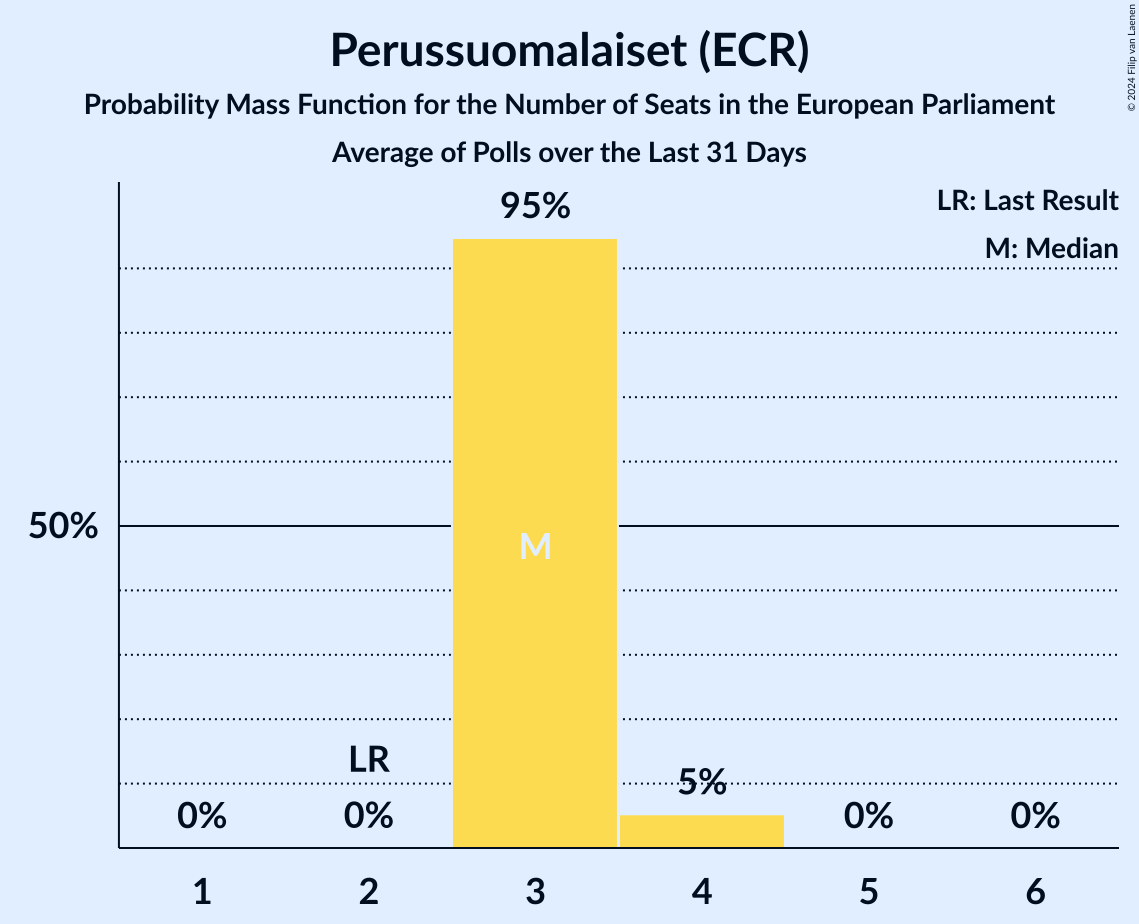 Perussuomalaiset (ECR)
Probability Mass Function for the Number of Seats in the European Parliament
Average of Polls over the Last 31 Days
© 2024 Filip van Laenen
LR: Last Result
M: Median
95%
50%
M
LR
5%
0%
0%
0%
0%
1
2
3
4
5
6